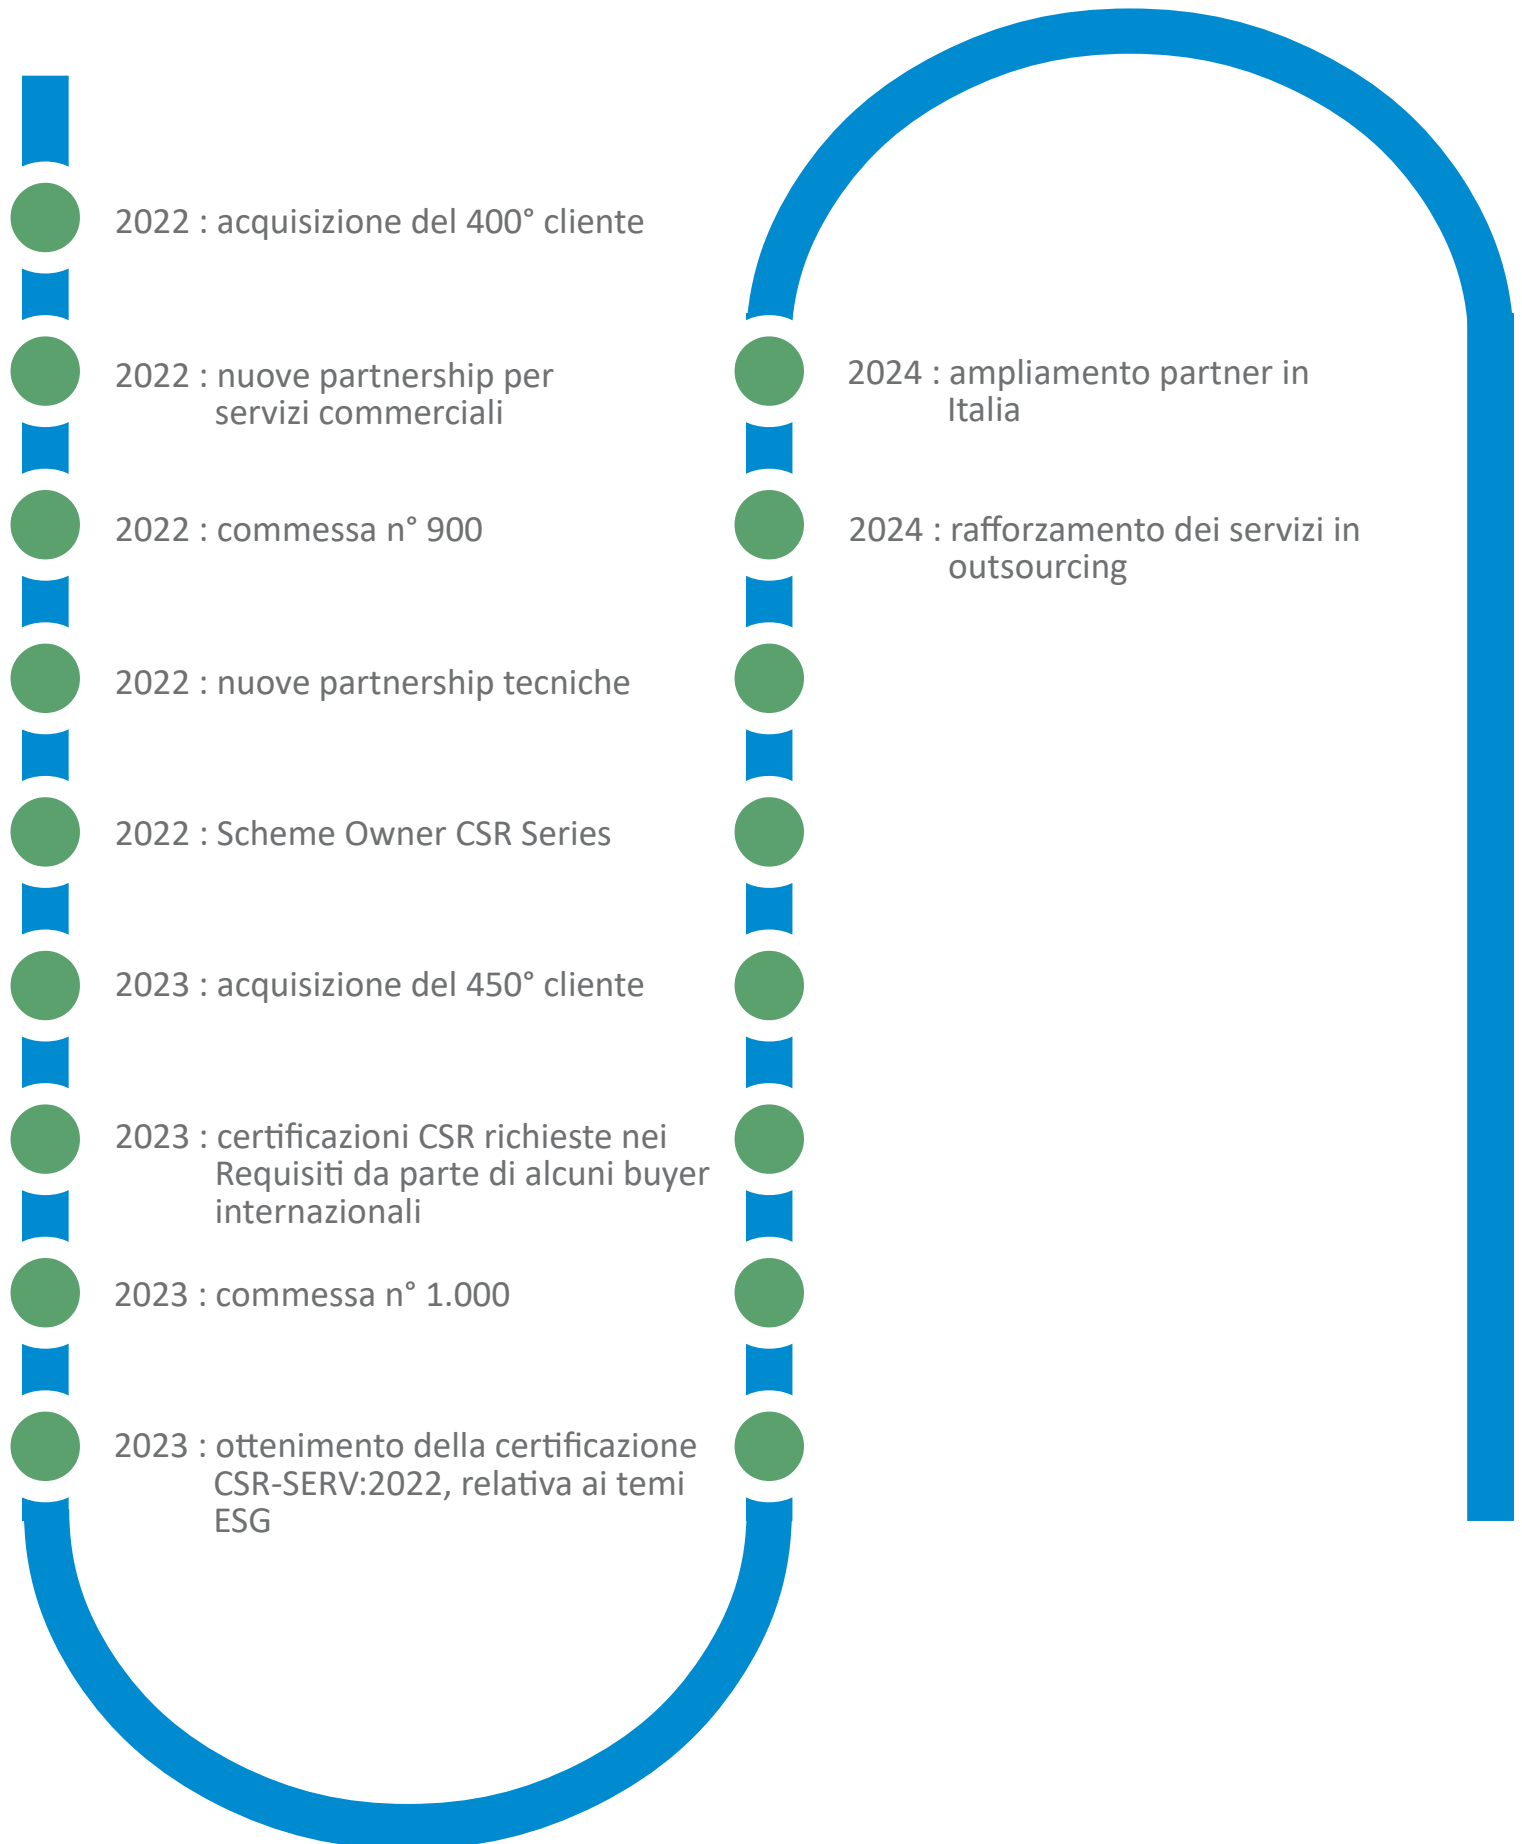 2022 : acquisizione del 400° cliente
2022 : nuove partnership per
servizi commerciali
2022 : commessa n° 900
2022 : nuove partnership tecniche
2022 : Scheme Owner CSR Series
2023 : acquisizione del 450° cliente
2023 : certificazioni CSR richieste nei
Requisiti da parte di alcuni buyer
internazionali
2023 : commessa n° 1.000
2023 : ottenimento della certificazione
CSR-SERV:2022, relativa ai temi
ESG
2024 : ampliamento partner in
Italia
2024 : rafforzamento dei servizi in
outsourcing